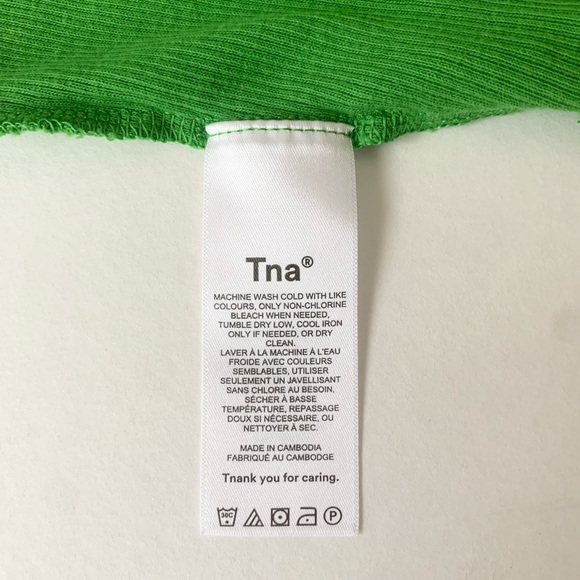 Tna®
MACHINE WASH COLD WITH LIKE
COLOURS, ONLY NON-CHLORINE
BLEACH WHEN NEEDED,
TUMBLE DRY LOW, COOL IRON
ONLY IF NEEDED, OR DRY
CLEAN.
LAVER À LA MACHINE À L'EAU
FROIDE AVEC COULEURS
SEMBLABLES, UTILISER
SEULEMENT UN JAVELLISANT
SANS CHLORE AU BESOIN,
SÉCHER À BASSE
TEMPÉRATURE, REPASSAGE
DOUX SI NÉCESSAIRE, OU
NETTOYER À SEC.
MADE IN CAMBODIA
FABRIQUÉ AU CAMBODGE
Tnank you for caring.
30C P